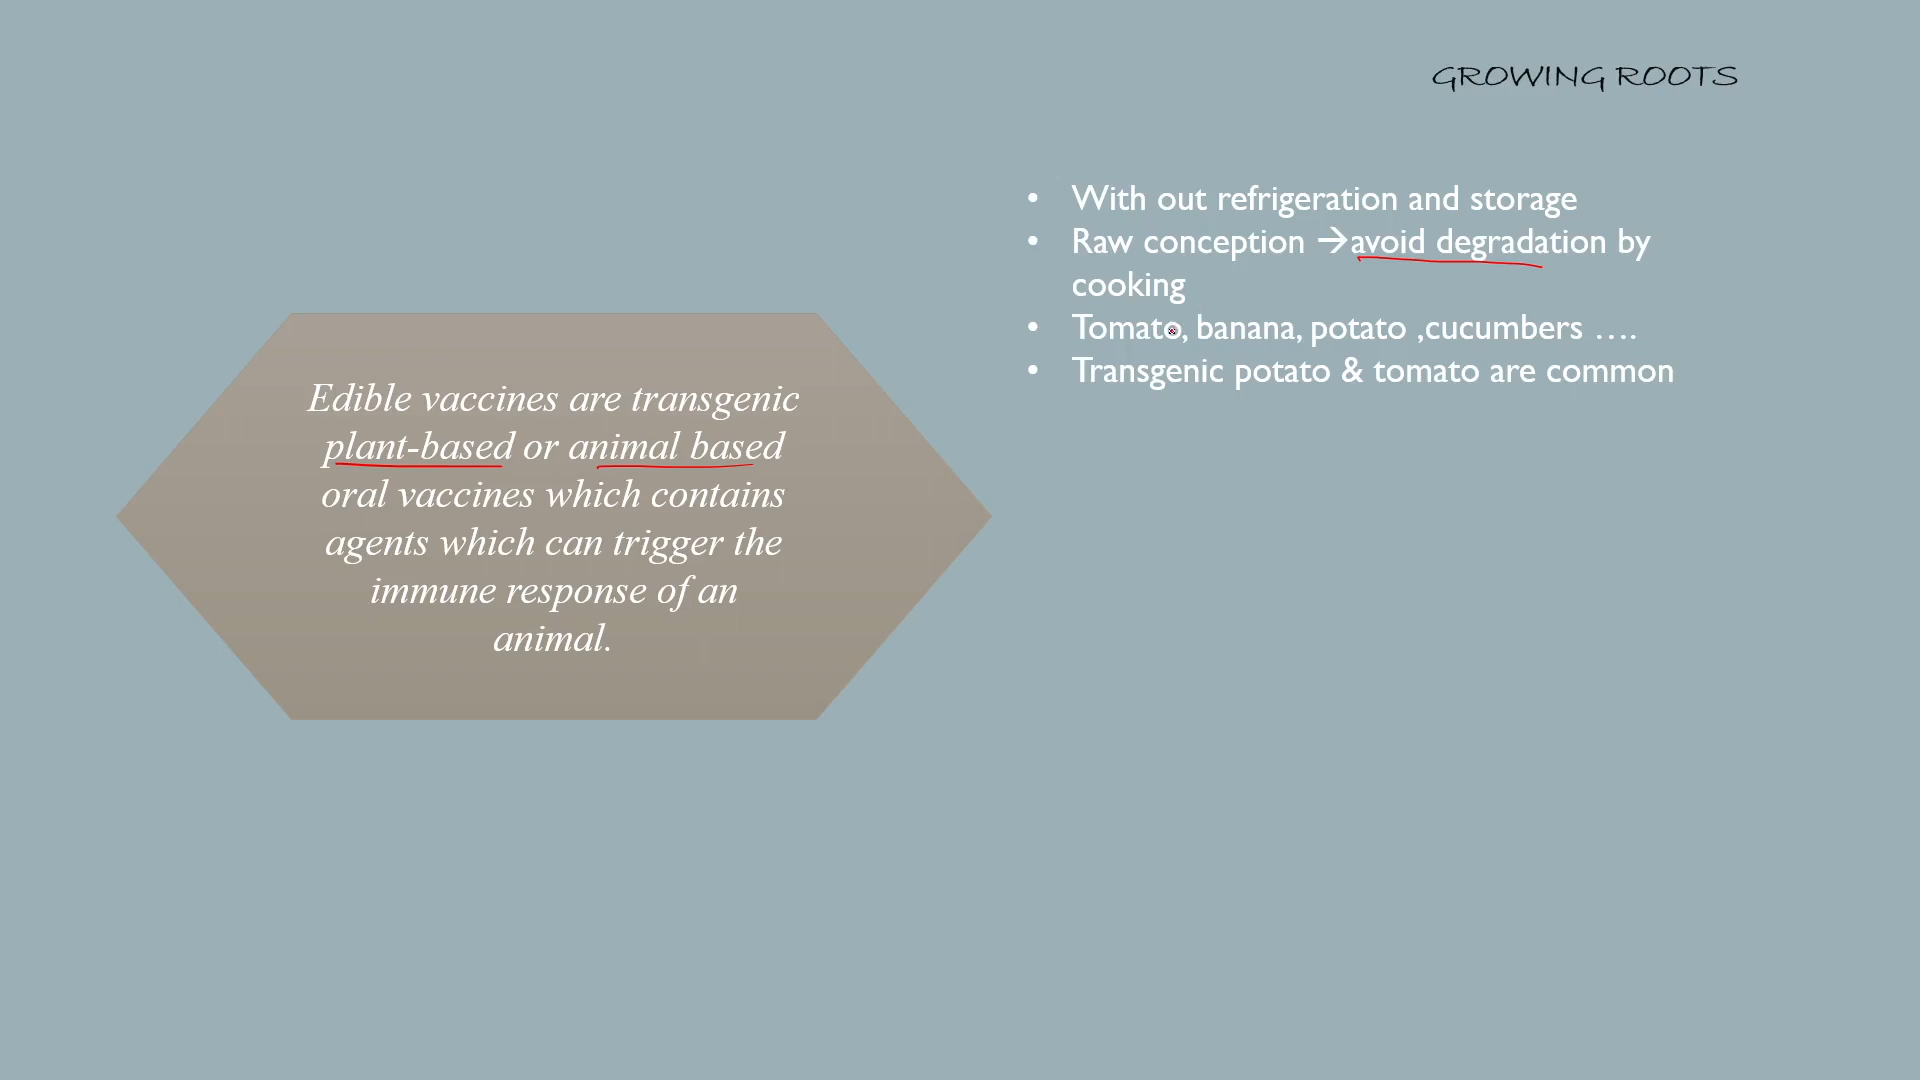 GROWING ROOTS
• With out refrigeration and storage
• Raw conception →avoid degradation by
cooking
• Tomato, banana, potato ,cucumbers ….
• Transgenic potato & tomato are common
Edible vaccines are transgenic
plant-based or animal based
oral vaccines which contains
agents which can trigger the
immune response of an
animal.